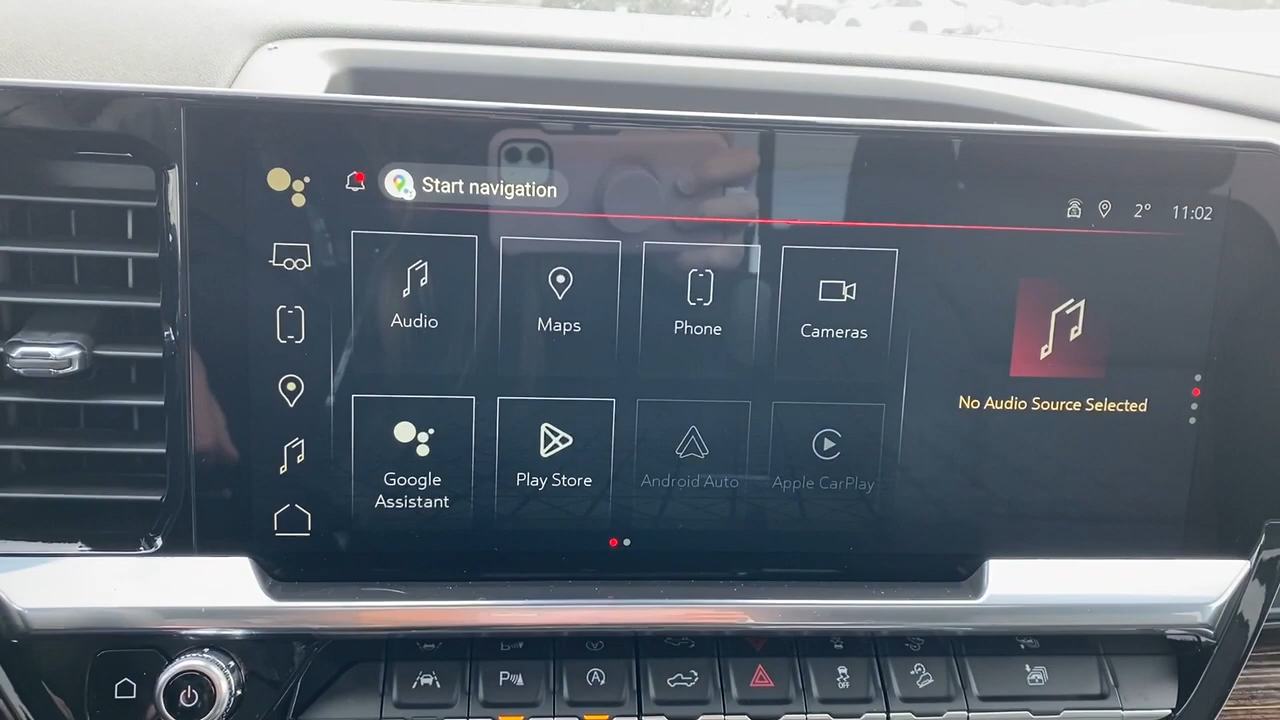 Start navigation
2° 11:02
Audio
Maps
Phone
Cameras
No Audio Source Selected
Google
Assistant
Play Store
Android Auto
Apple CarPlay
P
A
OFF